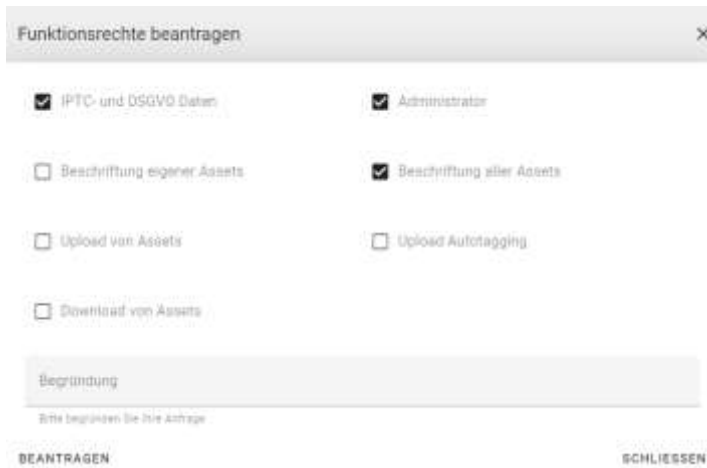 Funktionsrechte beantragen
IPTC- und DSGVO Daten
Administrator
Beschriftung eigener Assets
Beschriftung aller Assets
Upload von Assets
Upload Autotagging
Download von Assets
Begründung
Bitte begründen Sie Ihre Anfrage
BEANTRAGEN
SCHLIESSEN